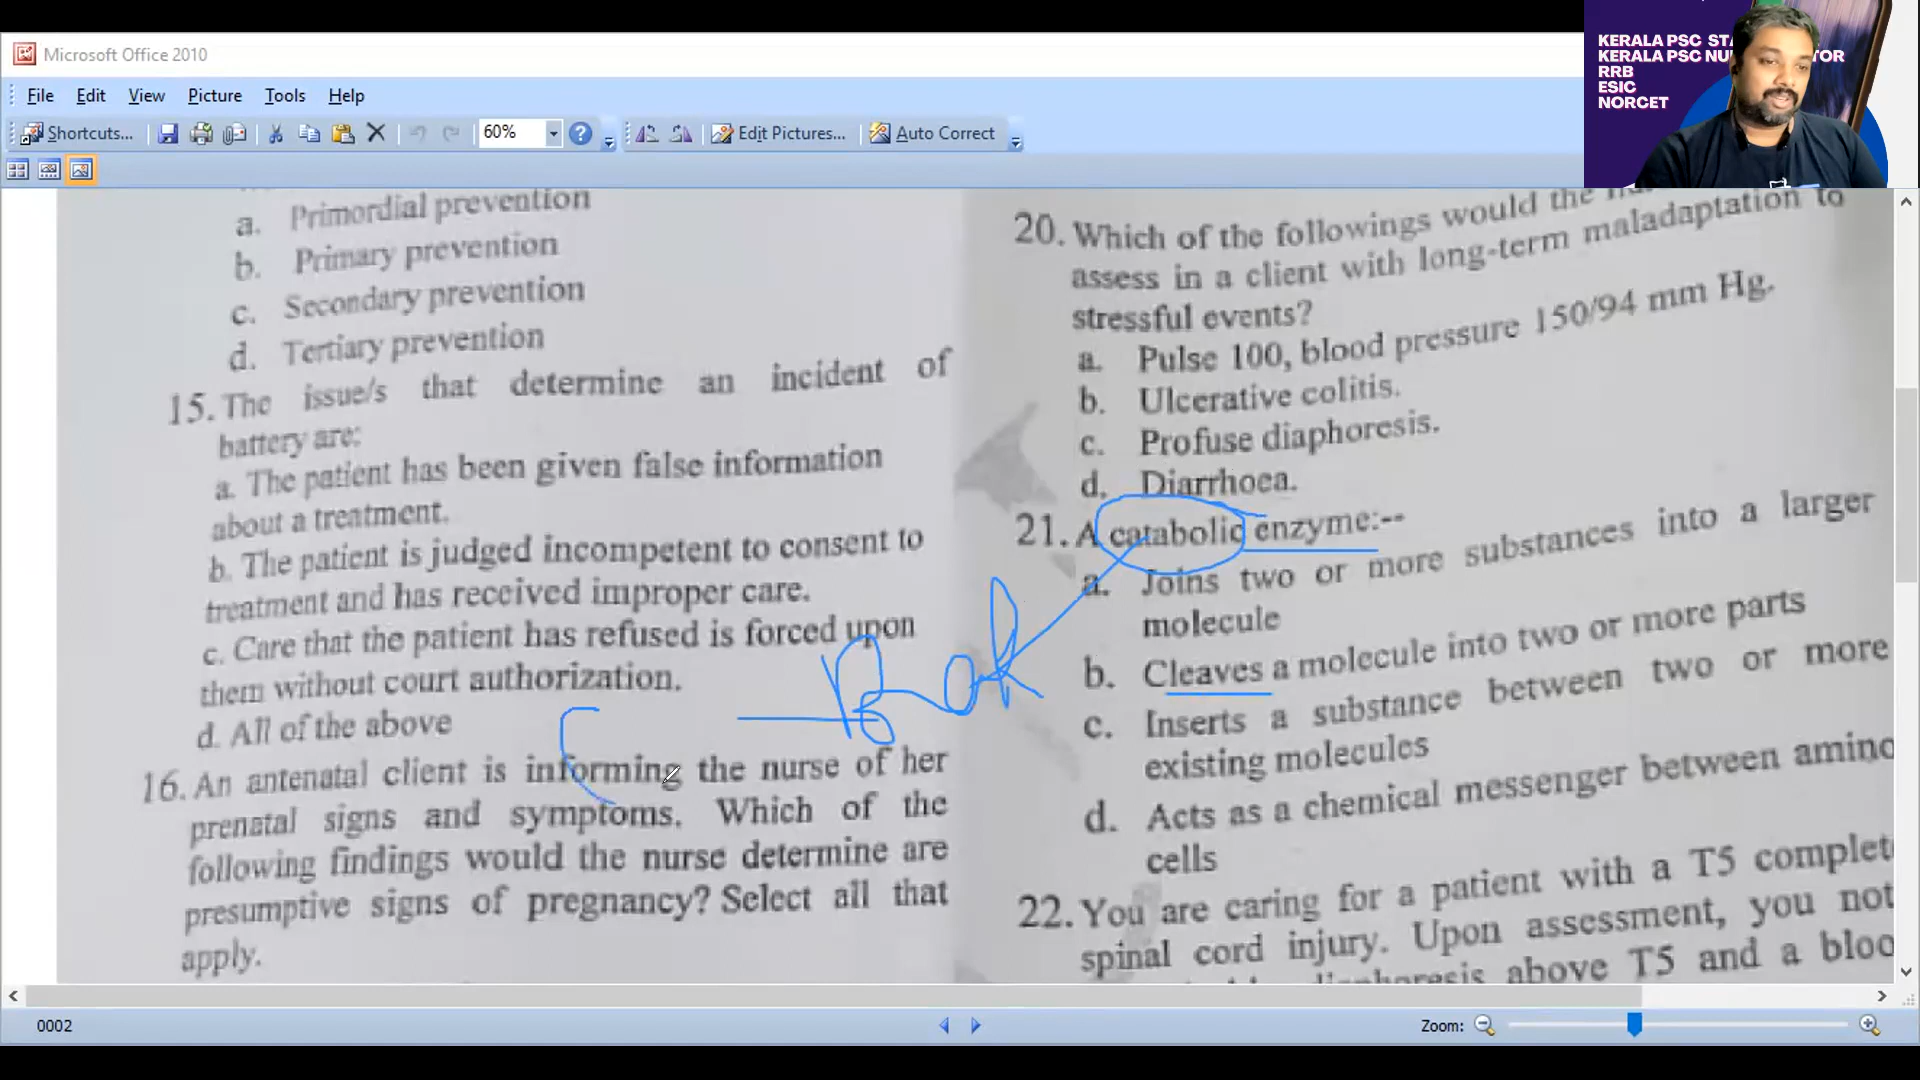 Microsoft Office 2010
File Edit View Picture Tools Help
Shortcuts... 60% Edit Pictures... Auto Correct
KERALA PSC STA
KERALA PSC NU TOR
RRB
ESIC
NORCET
a. Primordial prevention
b. Primary prevention
c. Secondary prevention
d. Tertiary prevention
15. The issue/s that determine an incident of
battery are:
a. The patient has been given false information
about a treatment.
b. The patient is judged incompetent to consent to
treatment and has received improper care.
c. Care that the patient has refused is forced upon
them without court authorization.
d. All of the above
16. An antenatal client is informing the nurse of her
prenatal signs and symptoms. Which of the
following findings would the nurse determine are
presumptive signs of pregnancy? Select all that
apply.
20. Which of the followings would the
assess in a client with long-term maladaptation to
stressful events?
a. Pulse 100, blood pressure 150/94 mm Hg.
b. Ulcerative colitis.
c. Profuse diaphoresis.
d. Diarrhoea.
21. A catabolic enzyme:--
a. Joins two or more substances into a larger
molecule
b. Cleaves a molecule into two or more parts
c. Inserts a substance between two or more
existing molecules
d. Acts as a chemical messenger between amino
cells
22. You are caring for a patient with a T5 complet
spinal cord injury. Upon assessment, you not
diaphoresis above T5 and a bloo
0002
Zoom: